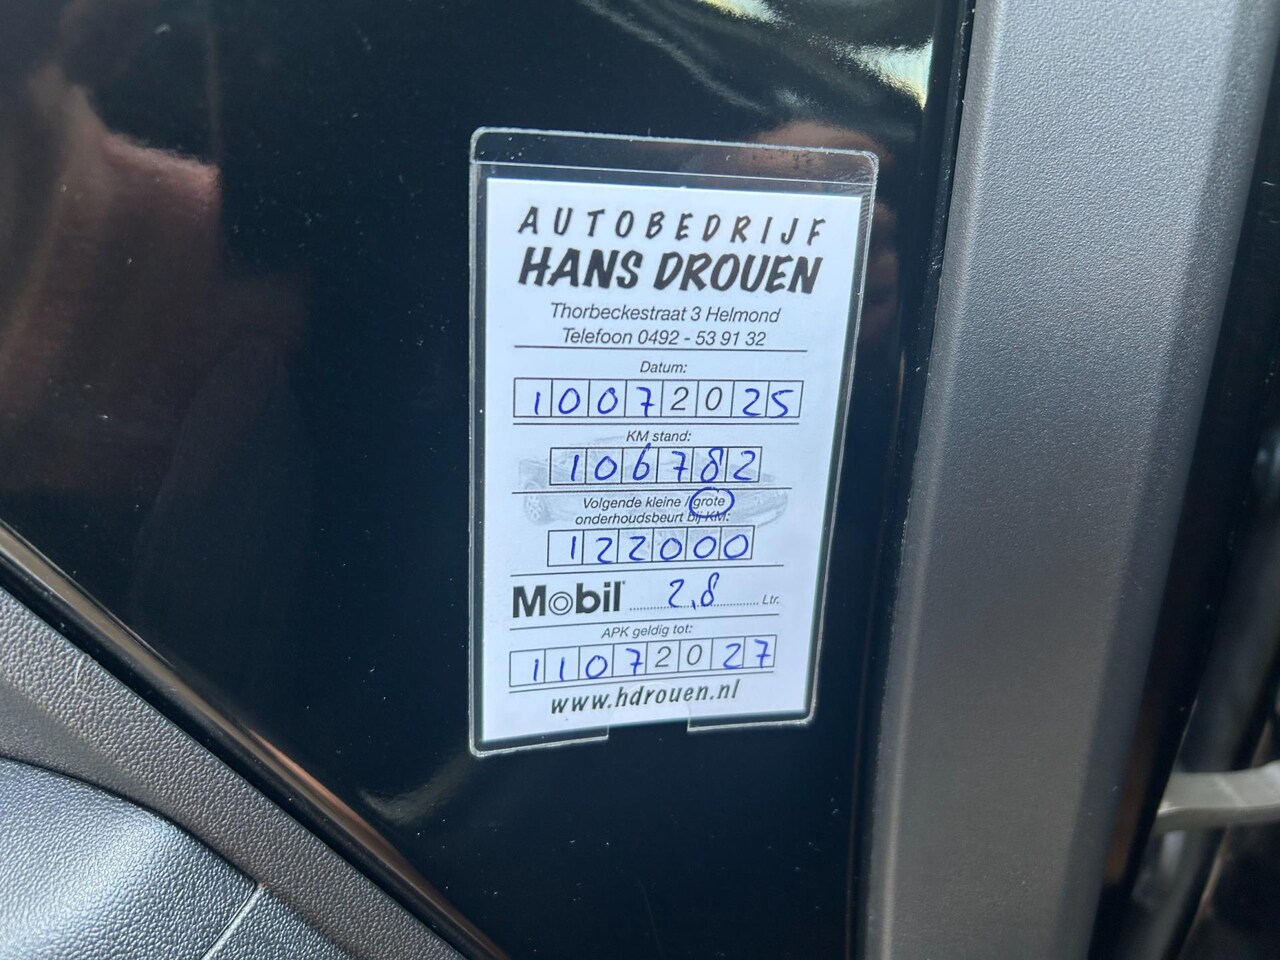 AUTOBEDRIJF
HANS DROUEN
Thorbeckestraat 3 Helmond
Telefoon 0492 - 53 91 32
Datum:
10072025
KM stand:
106782
Volgende kleine / grote
onderhoudsbeurt bij KM:
122000
Mobil 2,8 Ltr.
APK geldig tot:
11072027
www.hdrouen.nl